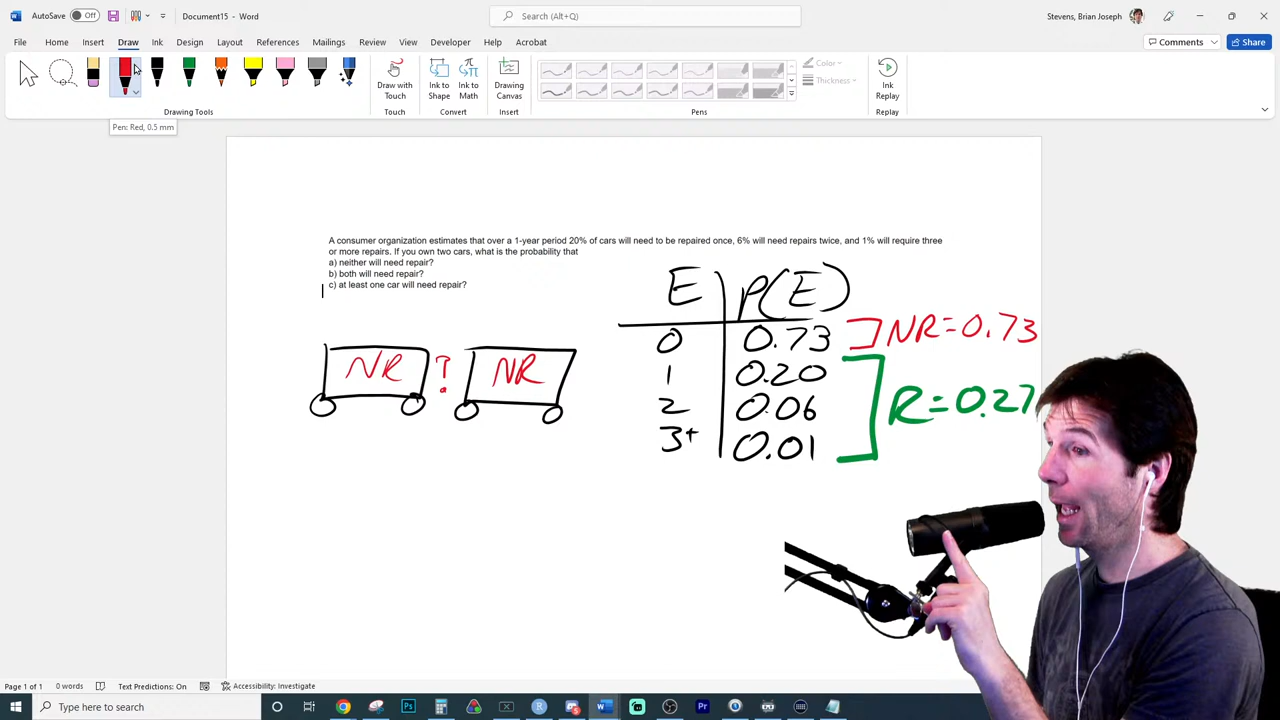 AutoSave Off Document15 - Word Search (Alt+Q) Stevens, Brian Joseph
File Home Insert Draw Ink Design Layout References Mailings Review View Developer Help Acrobat Comments Share
Draw with Touch Ink to Shape Ink to Math Drawing Canvas Color Thickness Ink Replay
Drawing Tools Touch Convert Insert Pens Replay
Pen: Red, 0.5 mm
A consumer organization estimates that over a 1-year period 20% of cars will need to be repaired once, 6% will need repairs twice, and 1% will require three
or more repairs. If you own two cars, what is the probability that
a) neither will need repair?
b) both will need repair?
c) at least one car will need repair?
E P(E)
0 0.73 NR=0.73
1 0.20
2 0.06 R=0.27
3+ 0.01
NR ? NR
Page 1 of 1 0 words Text Predictions: On Accessibility: Investigate
Type here to search